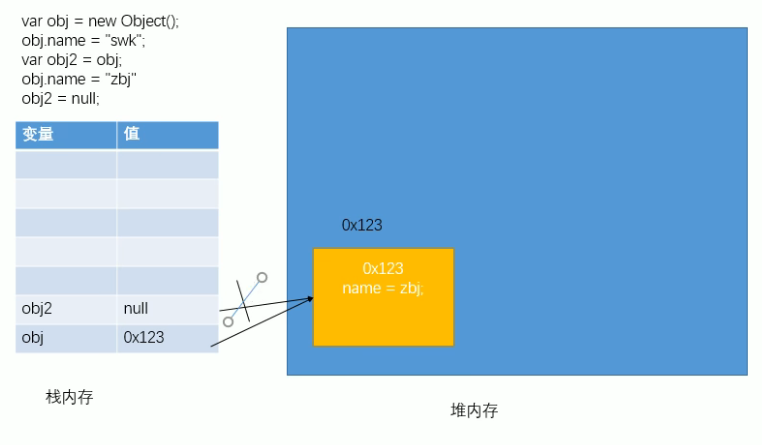 var obj = new Object();
obj.name = "swk";
var obj2 = obj;
obj.name = "zbj"
obj2 = null;
变量 值
obj2 null
obj 0x123
栈内存
0x123
0x123
name = zbj;
堆内存